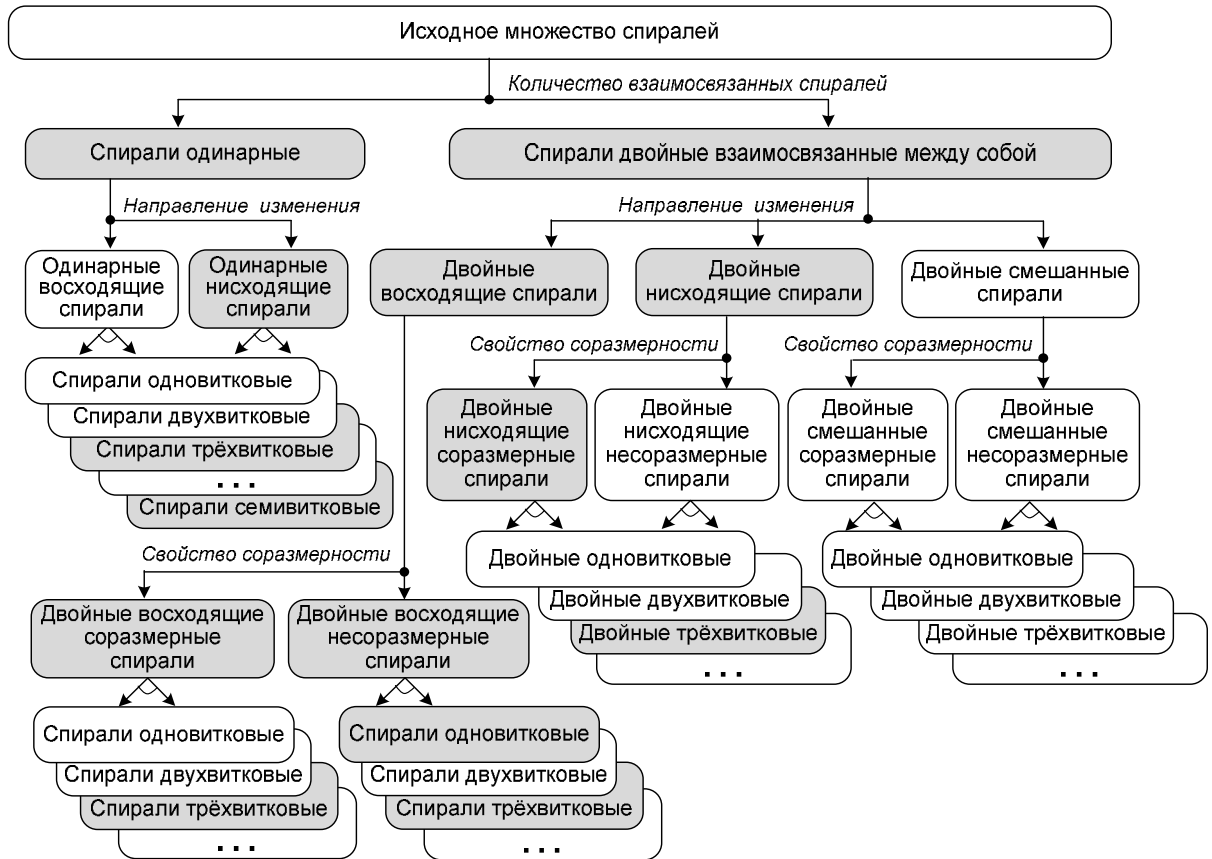 Исходное множество спиралей
Количество взаимосвязанных спиралей
Спирали одинарные
Спирали двойные взаимосвязанные между собой
Направление изменения
Направление изменения
Одинарные
восходящие
спирали
Одинарные
нисходящие
спирали
Двойные
восходящие спирали
Двойные
нисходящие спирали
Двойные смешанные
спирали
Спирали одновитковые
Спирали двухвитковые
Спирали трёхвитковые
...
Спирали семивитковые
Свойство соразмерности
Свойство соразмерности
Двойные
нисходящие
соразмерные
спирали
Двойные
нисходящие
несоразмерные
спирали
Двойные
смешанные
соразмерные
спирали
Двойные
смешанные
несоразмерные
спирали
Двойные одновитковые
Двойные двухвитковые
Двойные трёхвитковые
...
Двойные одновитковые
Двойные двухвитковые
Двойные трёхвитковые
...
Свойство соразмерности
Двойные восходящие
соразмерные
спирали
Двойные восходящие
несоразмерные
спирали
Спирали одновитковые
Спирали двухвитковые
Спирали трёхвитковые
...
Спирали одновитковые
Спирали двухвитковые
Спирали трёхвитковые
...